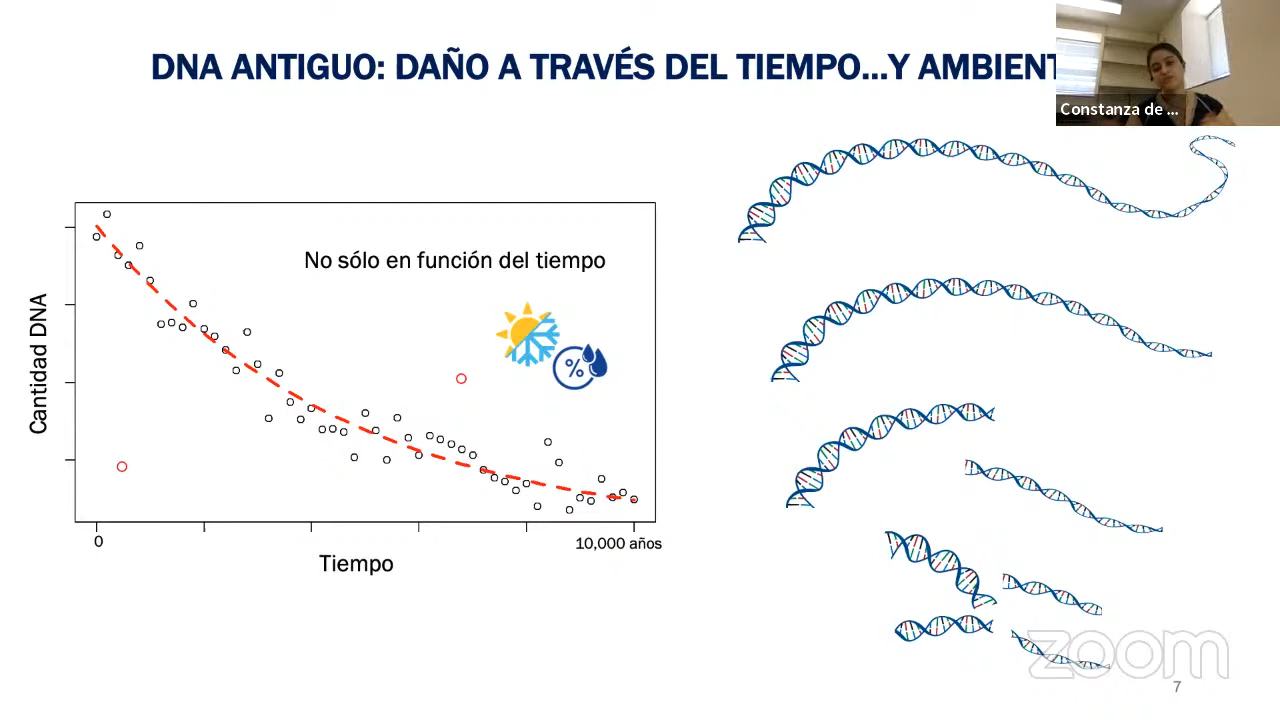 DNA ANTIGUO: DAÑO A TRAVÉS DEL TIEMPO...Y AMBIENT
Constanza de ...
No sólo en función del tiempo
%
Cantidad DNA
0
10,000 años
Tiempo
zoom
7